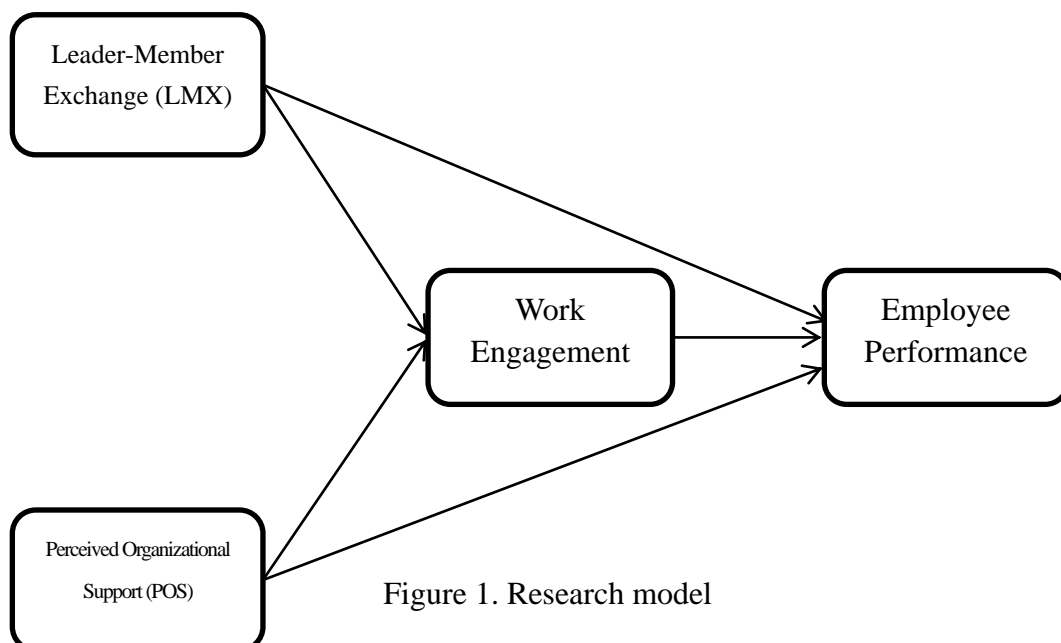 Leader-Member
Exchange (LMX)
Work
Engagement
Employee
Performance
Perceived Organizational
Support (POS)
Figure 1. Research model